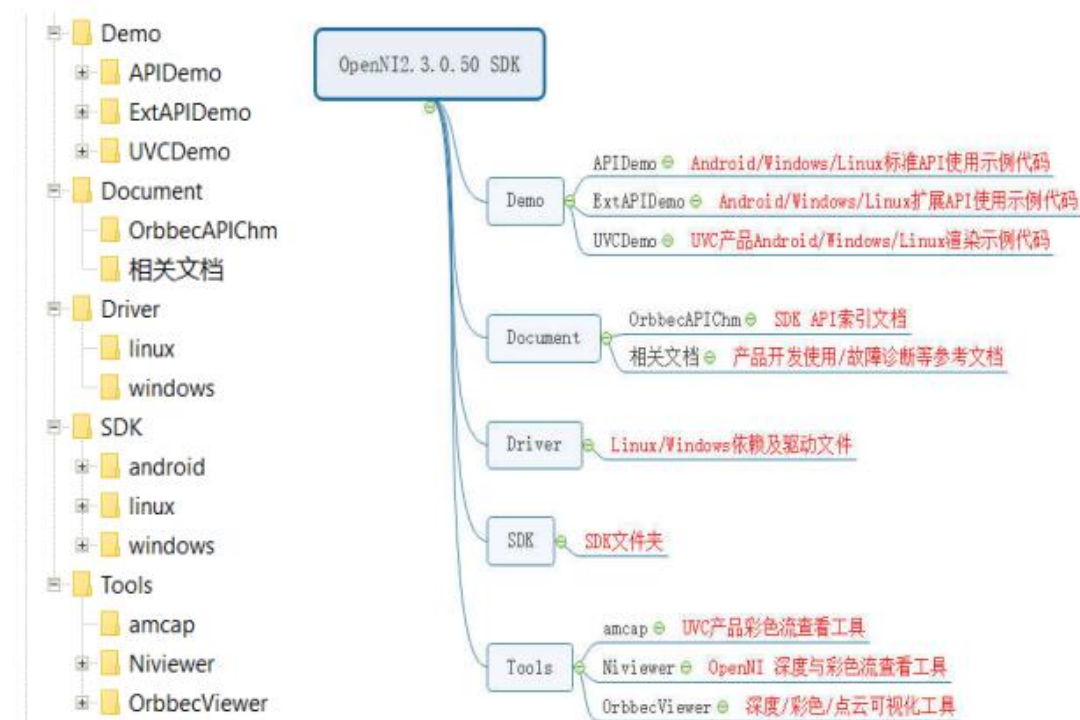 Demo
APIDemo
ExtAPIDemo
UVCDemo
Document
OrbbecAPIChm
相关文档
Driver
linux
windows
SDK
android
linux
windows
Tools
amcap
Niviewer
OrbbecViewer
OpenNI2.3.0.50 SDK
Demo
APIDemo Android/Windows/Linux标准API使用示例代码
ExtAPIDemo Android/Windows/Linux扩展API使用示例代码
UVCDemo UVC产品Android/Windows/Linux渲染示例代码
Document
OrbbecAPIChm SDK API索引文档
相关文档 产品开发使用/故障诊断等参考文档
Driver Linux/Windows依赖及驱动文件
SDK SDK文件夹
Tools
amcap UVC产品彩色流查看工具
Niviewer OpenNI 深度与彩色流查看工具
OrbbecViewer 深度/彩色/点云可视化工具